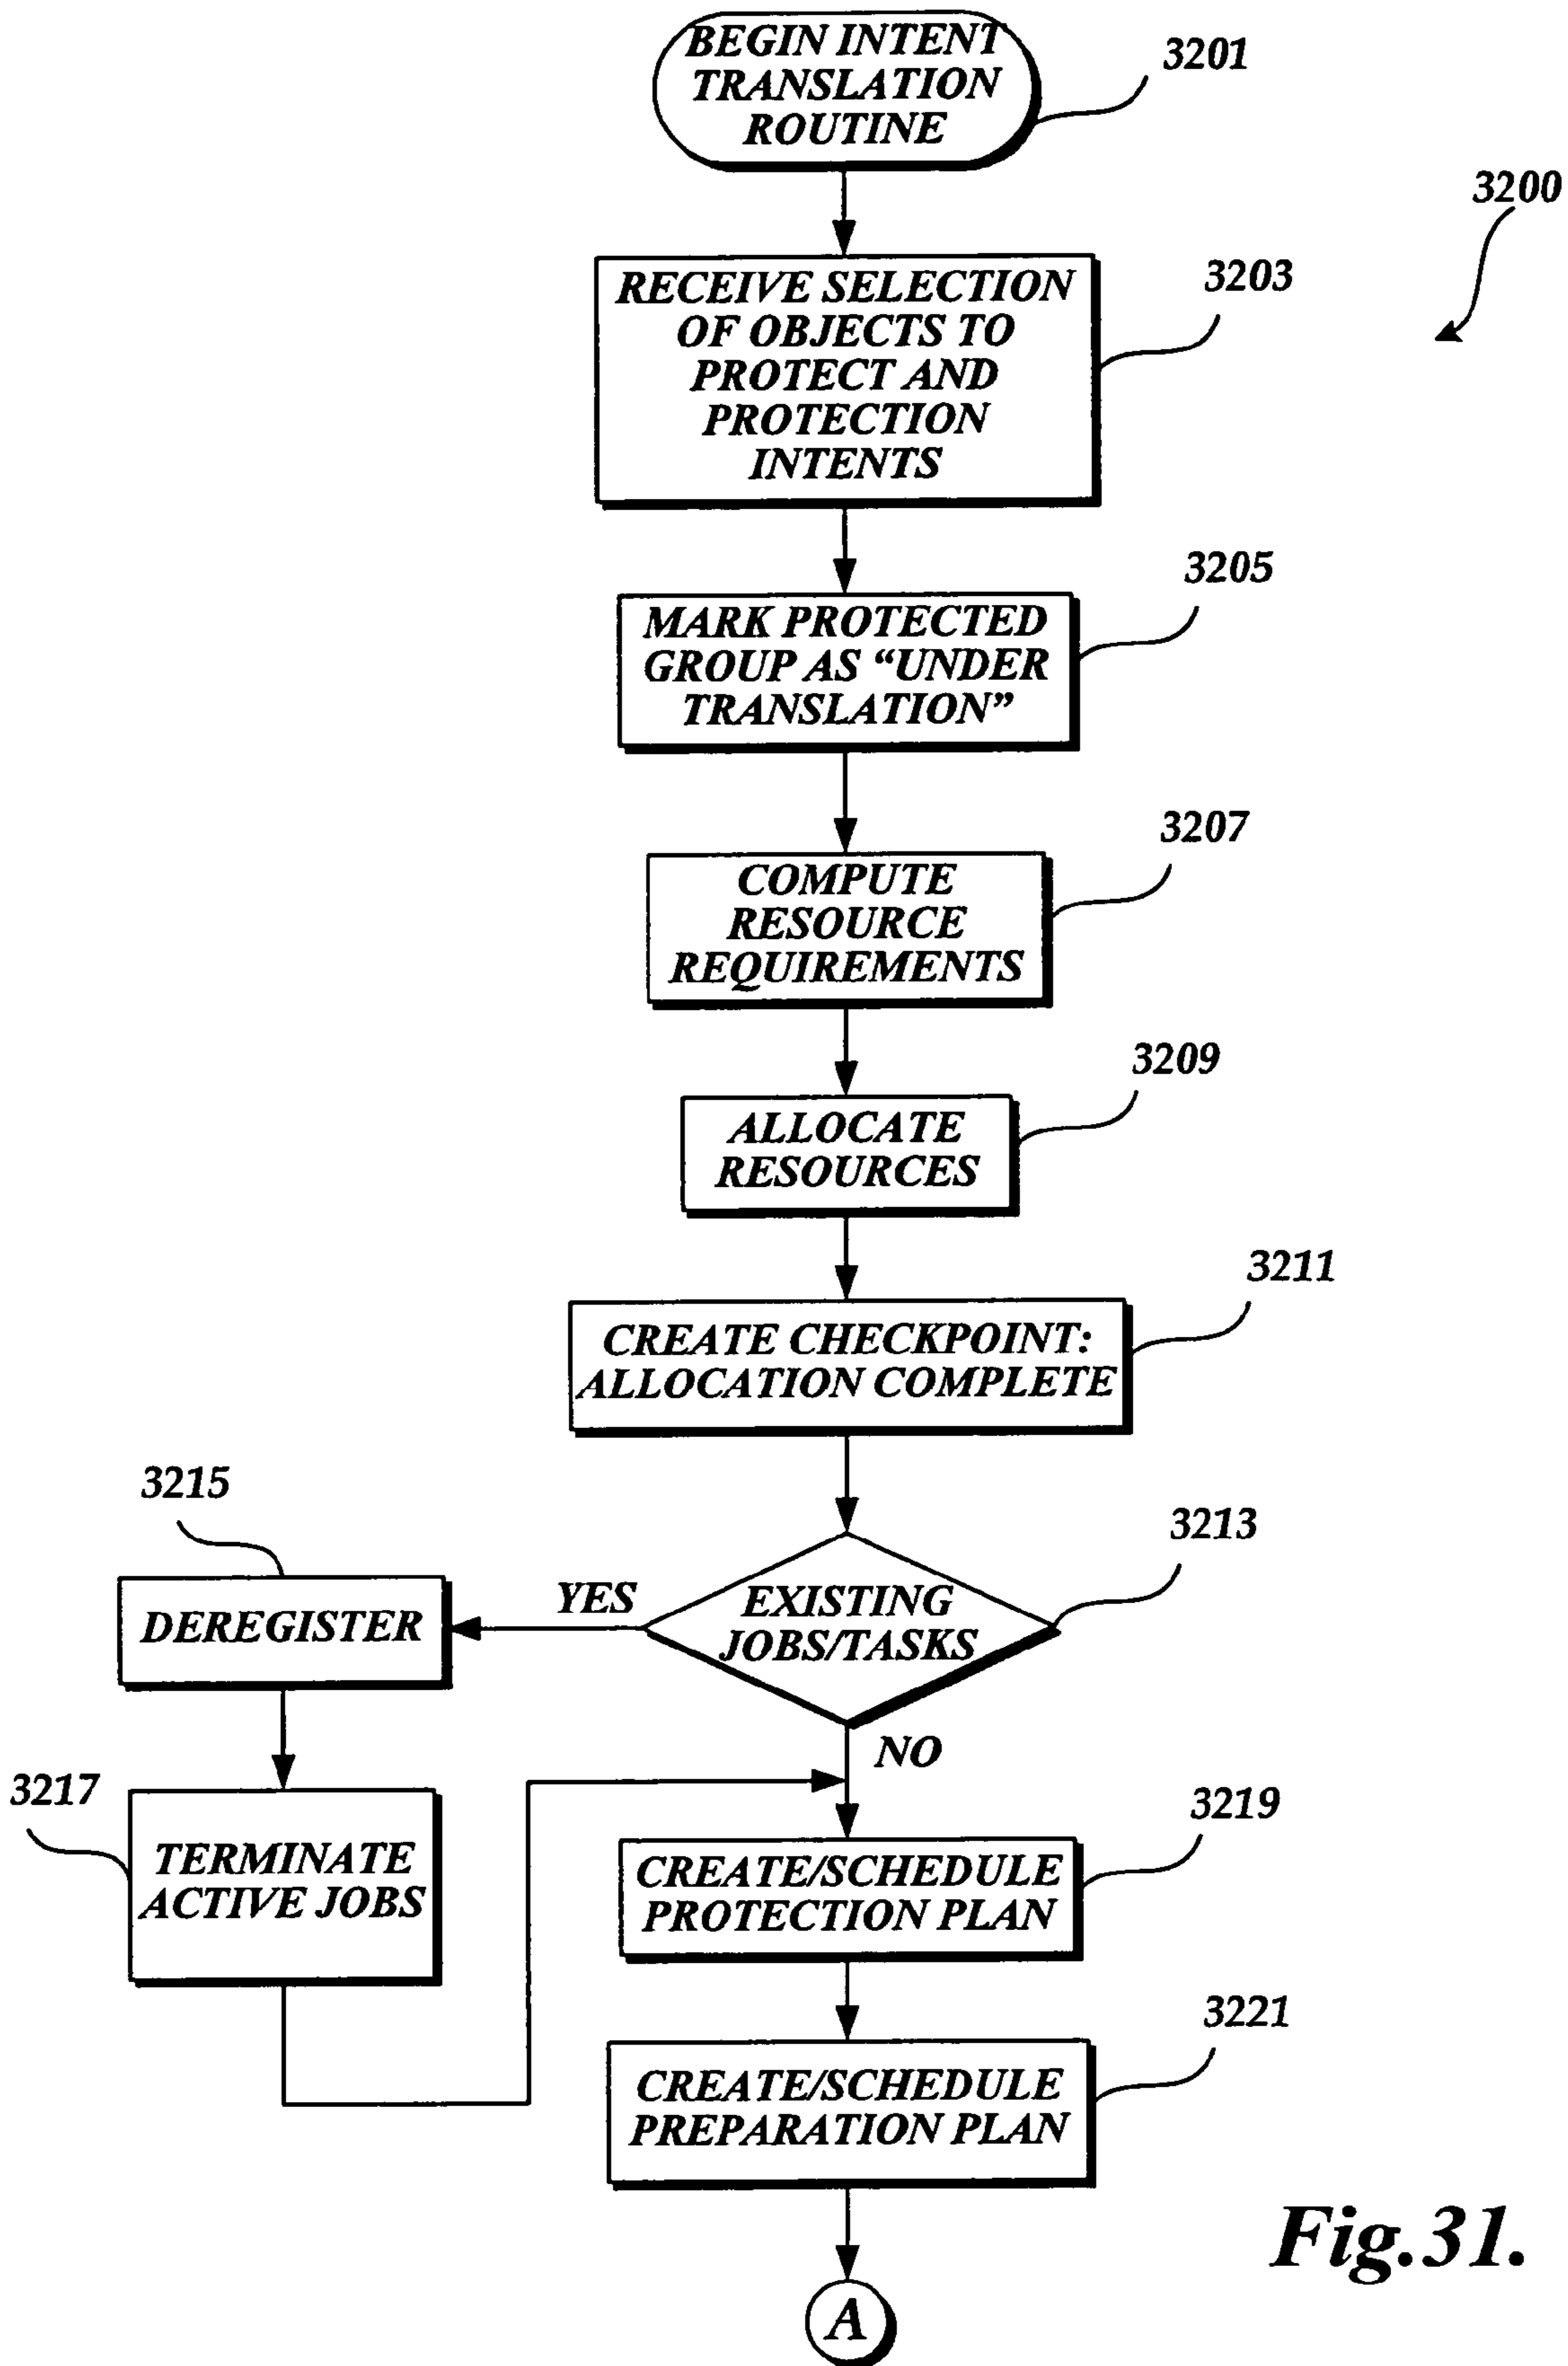 BEGIN INTENT
TRANSLATION
ROUTINE
3201
3200
RECEIVE SELECTION
OF OBJECTS TO
PROTECT AND
PROTECTION
INTENTS
3203
MARK PROTECTED
GROUP AS “UNDER
TRANSLATION”
3205
COMPUTE
RESOURCE
REQUIREMENTS
3207
ALLOCATE
RESOURCES
3209
CREATE CHECKPOINT:
ALLOCATION COMPLETE
3211
EXISTING
JOBS/TASKS
3213
YES
DEREGISTER
3215
TERMINATE
ACTIVE JOBS
3217
NO
CREATE/SCHEDULE
PROTECTION PLAN
3219
CREATE/SCHEDULE
PREPARATION PLAN
3221
A
Fig.31.